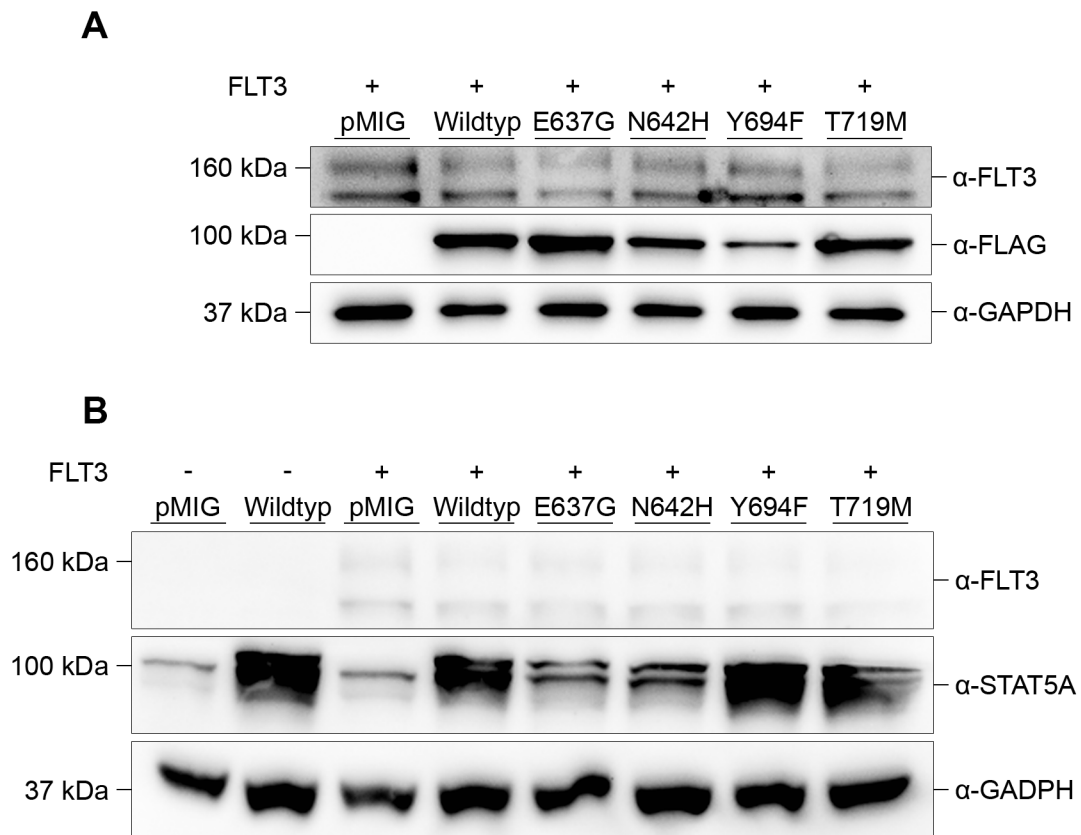 A
FLT3 + + + + + +
pMIG Wildtyp E637G N642H Y694F T719M
160 kDa α-FLT3
100 kDa α-FLAG
37 kDa α-GAPDH
B
FLT3 - - + + + + + +
pMIG Wildtyp pMIG Wildtyp E637G N642H Y694F T719M
160 kDa α-FLT3
100 kDa α-STAT5A
37 kDa α-GADPH